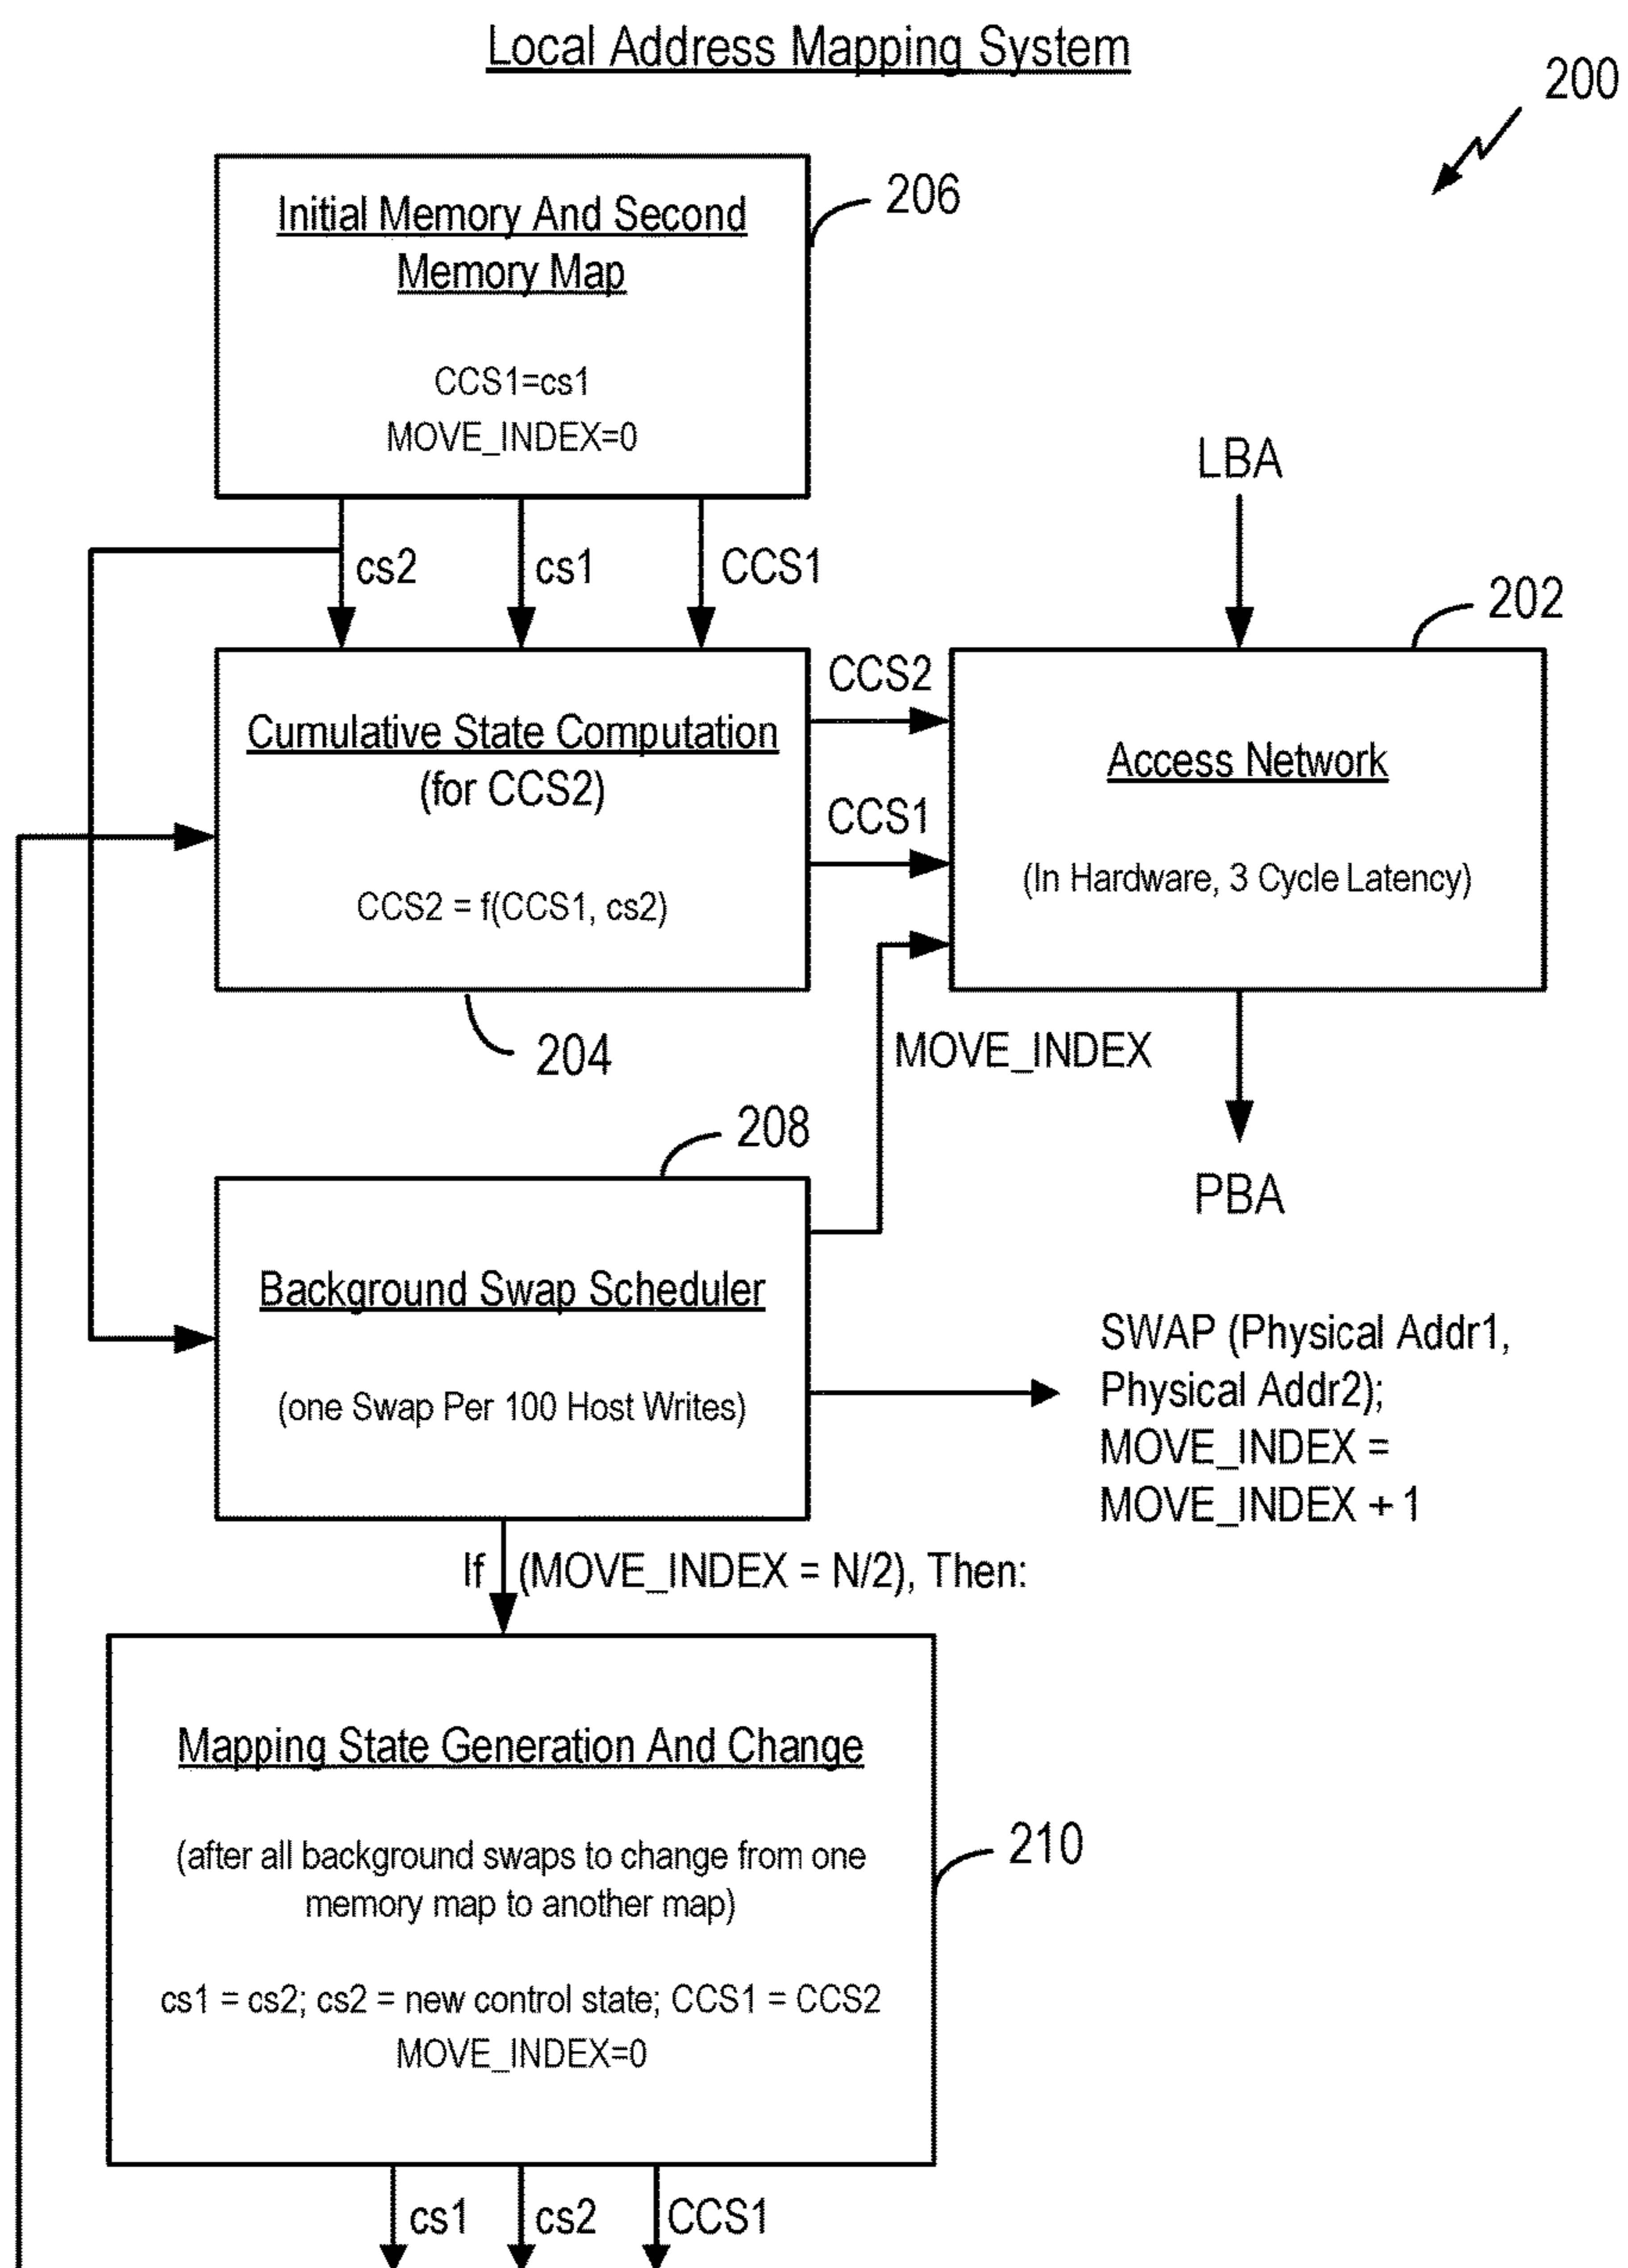 Local Address Mapping System
200
Initial Memory And Second
Memory Map
CCS1=cs1
MOVE_INDEX=0
206
cs2
cs1
CCS1
LBA
202
Cumulative State Computation
(for CCS2)
CCS2 = f(CCS1, cs2)
204
CCS2
CCS1
Access Network
(In Hardware, 3 Cycle Latency)
MOVE_INDEX
PBA
208
Background Swap Scheduler
(one Swap Per 100 Host Writes)
SWAP (Physical Addr1,
Physical Addr2);
MOVE_INDEX =
MOVE_INDEX + 1
If (MOVE_INDEX = N/2), Then:
Mapping State Generation And Change
(after all background swaps to change from one
memory map to another map)
cs1 = cs2; cs2 = new control state; CCS1 = CCS2
MOVE_INDEX=0
210
cs1
cs2
CCS1